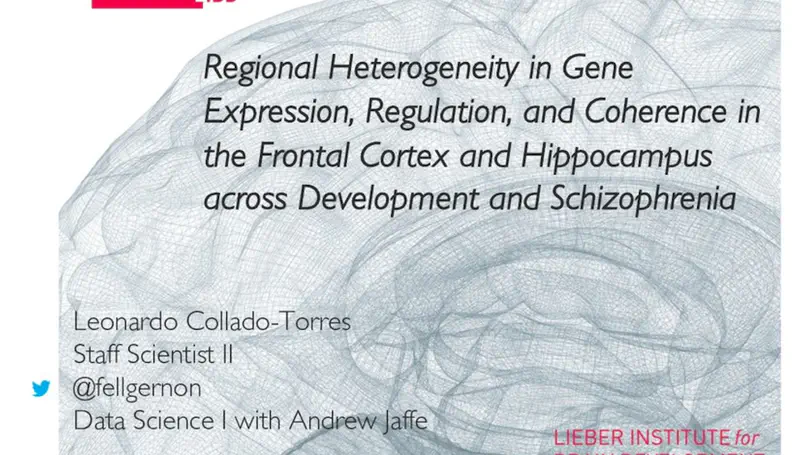 Regional Heterogeneity in Gene
Expression, Regulation, and Coherence in
the Frontal Cortex and Hippocampus
across Development and Schizophrenia
Leonardo Collado-Torres
Staff Scientist II
@fellgernon
Data Science I with Andrew Jaffe
LIEBER INSTITUTE for